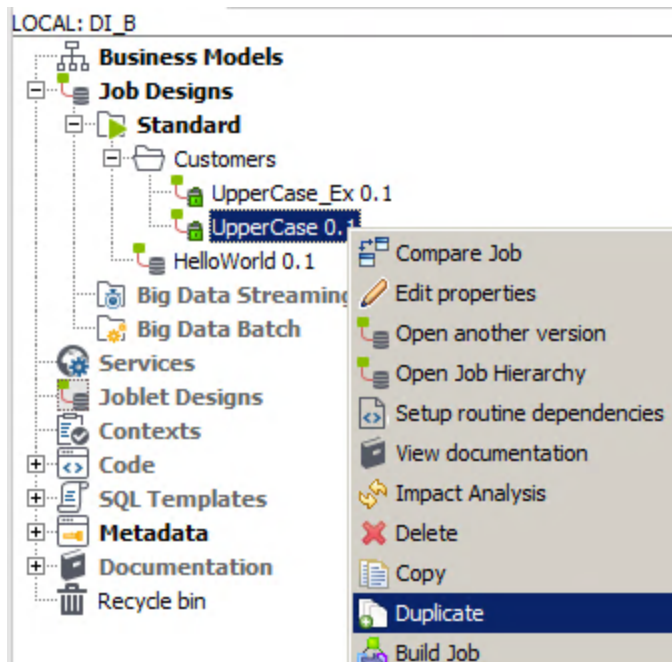 LOCAL: DI_B
Business Models
Job Designs
Standard
Customers
UpperCase_Ex 0.1
UpperCase 0.1
HelloWorld 0.1
Big Data Streaming
Big Data Batch
Services
Joblet Designs
Contexts
Code
SQL Templates
Metadata
Documentation
Recycle bin
Compare Job
Edit properties
Open another version
Open Job Hierarchy
Setup routine dependencies
View documentation
Impact Analysis
Delete
Copy
Duplicate
Build Job